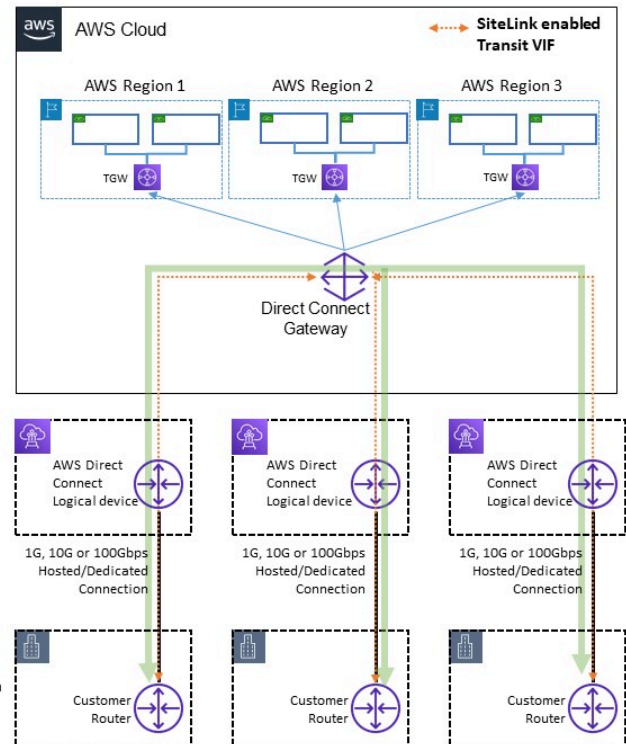 aws
AWS Cloud
SiteLink enabled
Transit VIF
AWS Region 1
AWS Region 2
AWS Region 3
TGW
TGW
TGW
Direct Connect
Gateway
AWS Direct
Connect
Logical device
AWS Direct
Connect
Logical device
AWS Direct
Connect
Logical device
1G, 10G or 100Gbps
Hosted/Dedicated
Connection
1G, 10G or 100Gbps
Hosted/Dedicated
Connection
1G, 10G or 100Gbps
Hosted/Dedicated
Connection
Customer
Router
Customer
Router
Customer
Router